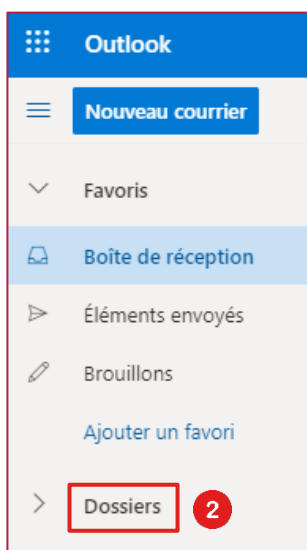 Outlook
Nouveau courrier
Favoris
Boîte de réception
Éléments envoyés
Brouillons
Ajouter un favori
Dossiers 2